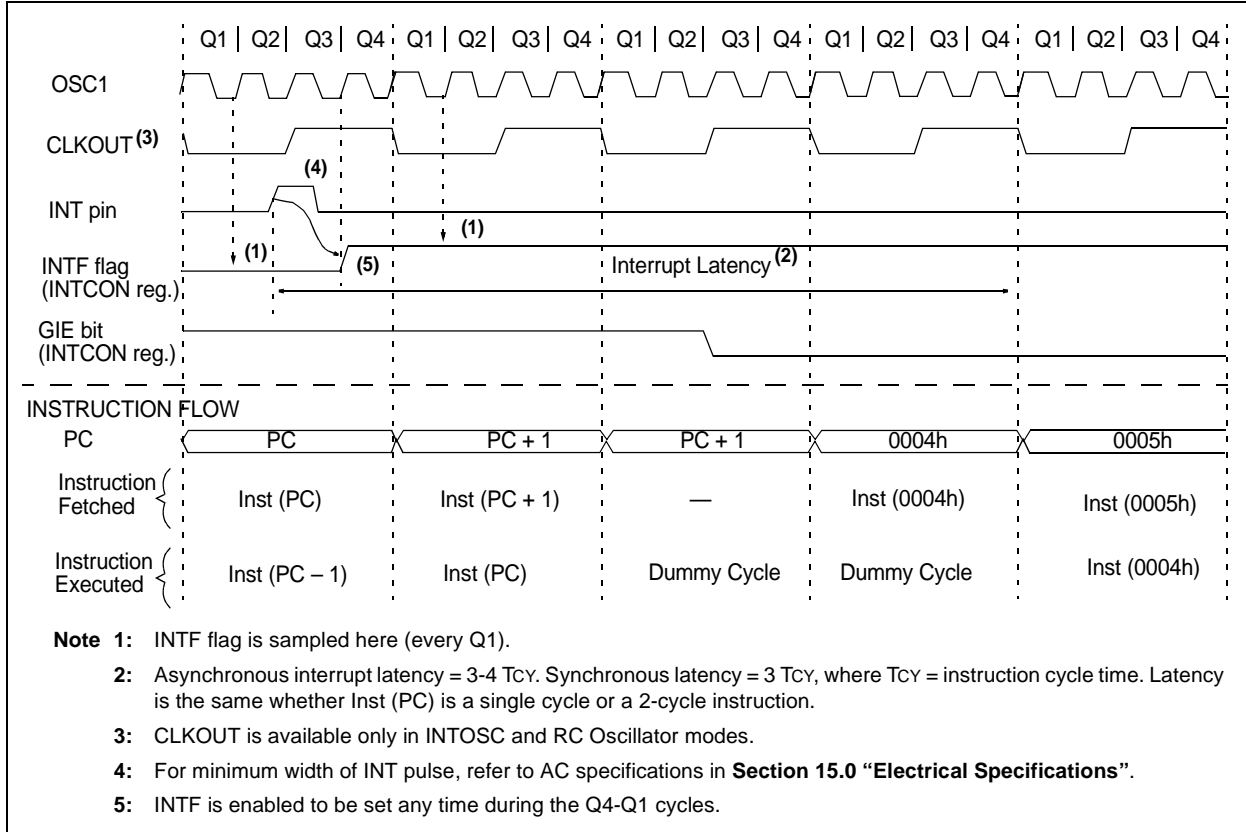 Q1 | Q2 | Q3 | Q4 Q1 | Q2 | Q3 | Q4 Q1 | Q2 | Q3 | Q4 Q1 | Q2 | Q3 | Q4 Q1 | Q2 | Q3 | Q4
OSC1
CLKOUT (3)
(4)
INT pin
(1)
(1)
(5)
INTF flag
(INTCON reg.)
Interrupt Latency (2)
GIE bit
(INTCON reg.)
INSTRUCTION FLOW
PC PC PC + 1 PC + 1 0004h 0005h
Instruction
Fetched
Inst (PC) Inst (PC + 1) — Inst (0004h) Inst (0005h)
Instruction
Executed
Inst (PC – 1) Inst (PC) Dummy Cycle Dummy Cycle Inst (0004h)
Note 1: INTF flag is sampled here (every Q1).
2: Asynchronous interrupt latency = 3-4 TCY. Synchronous latency = 3 TCY, where TCY = instruction cycle time. Latency
is the same whether Inst (PC) is a single cycle or a 2-cycle instruction.
3: CLKOUT is available only in INTOSC and RC Oscillator modes.
4: For minimum width of INT pulse, refer to AC specifications in Section 15.0 “Electrical Specifications”.
5: INTF is enabled to be set any time during the Q4-Q1 cycles.